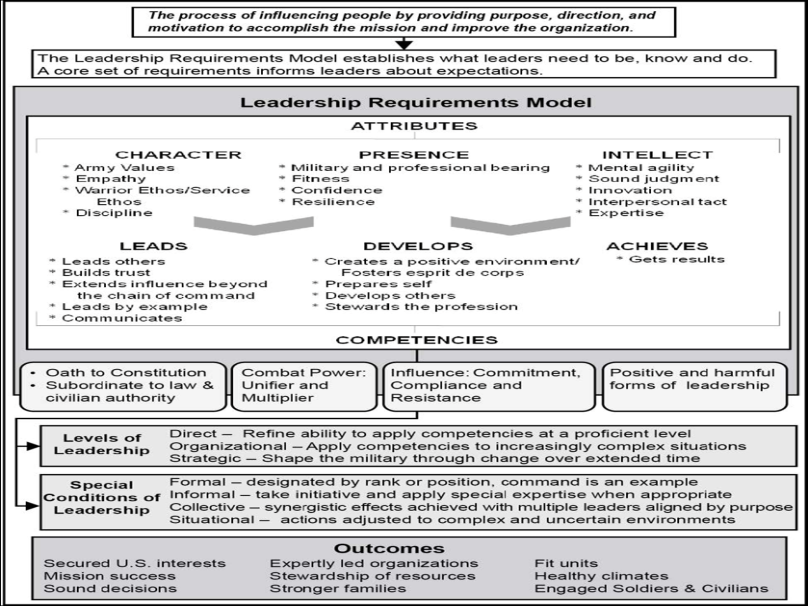 The process of influencing people by providing purpose, direction, and
motivation to accomplish the mission and improve the organization.
The Leadership Requirements Model establishes what leaders need to be, know and do.
A core set of requirements informs leaders about expectations.
Leadership Requirements Model
ATTRIBUTES
CHARACTER
* Army Values
* Empathy
* Warrior Ethos/Service
Ethos
* Discipline
PRESENCE
* Military and professional bearing
* Fitness
* Confidence
* Resilience
INTELLECT
* Mental agility
* Sound judgment
* Innovation
* Interpersonal tact
* Expertise
LEADS
* Leads others
* Builds trust
* Extends influence beyond
the chain of command
* Leads by example
* Communicates
DEVELOPS
* Creates a positive environment/
Fosters esprit de corps
* Prepares self
* Develops others
* Stewards the profession
ACHIEVES
* Gets results
COMPETENCIES
• Oath to Constitution
• Subordinate to law &
civilian authority
Combat Power:
Unifier and
Multiplier
Influence: Commitment,
Compliance and
Resistance
Positive and harmful
forms of leadership
Levels of
Leadership
Direct – Refine ability to apply competencies at a proficient level
Organizational – Apply competencies to increasingly complex situations
Strategic – Shape the military through change over extended time
Special
Conditions of
Leadership
Formal – designated by rank or position, command is an example
Informal – take initiative and apply special expertise when appropriate
Collective – synergistic effects achieved with multiple leaders aligned by purpose
Situational – actions adjusted to complex and uncertain environments
Outcomes
Secured U.S. interests
Mission success
Sound decisions
Expertly led organizations
Stewardship of resources
Stronger families
Fit units
Healthy climates
Engaged Soldiers & Civilians